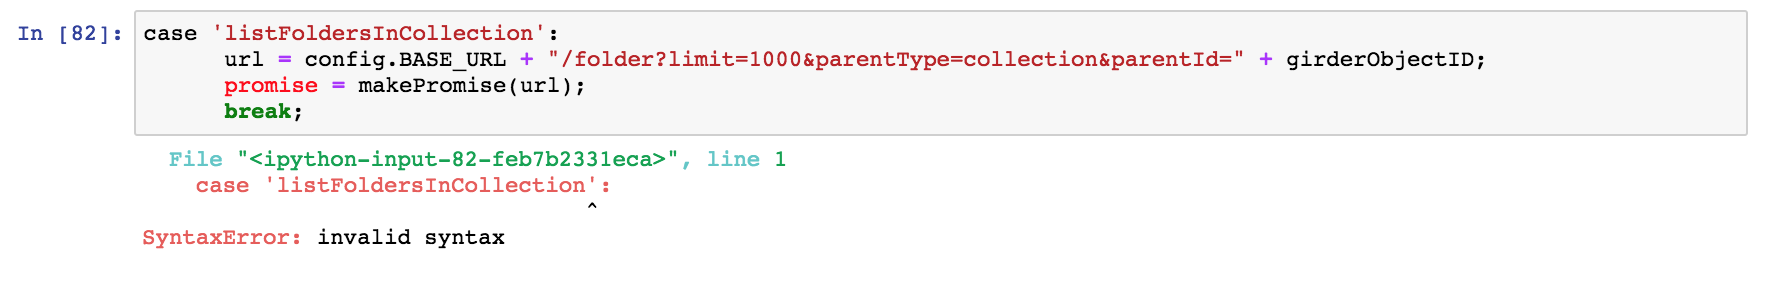 In [82]: case 'listFoldersInCollection':
url = config.BASE_URL + "/folder?limit=1000&parentType=collection&parentId=" + girderObjectID;
promise = makePromise(url);
break;
File "<ipython-input-82-feb7b2331eca>", line 1
case 'listFoldersInCollection':
^
SyntaxError: invalid syntax